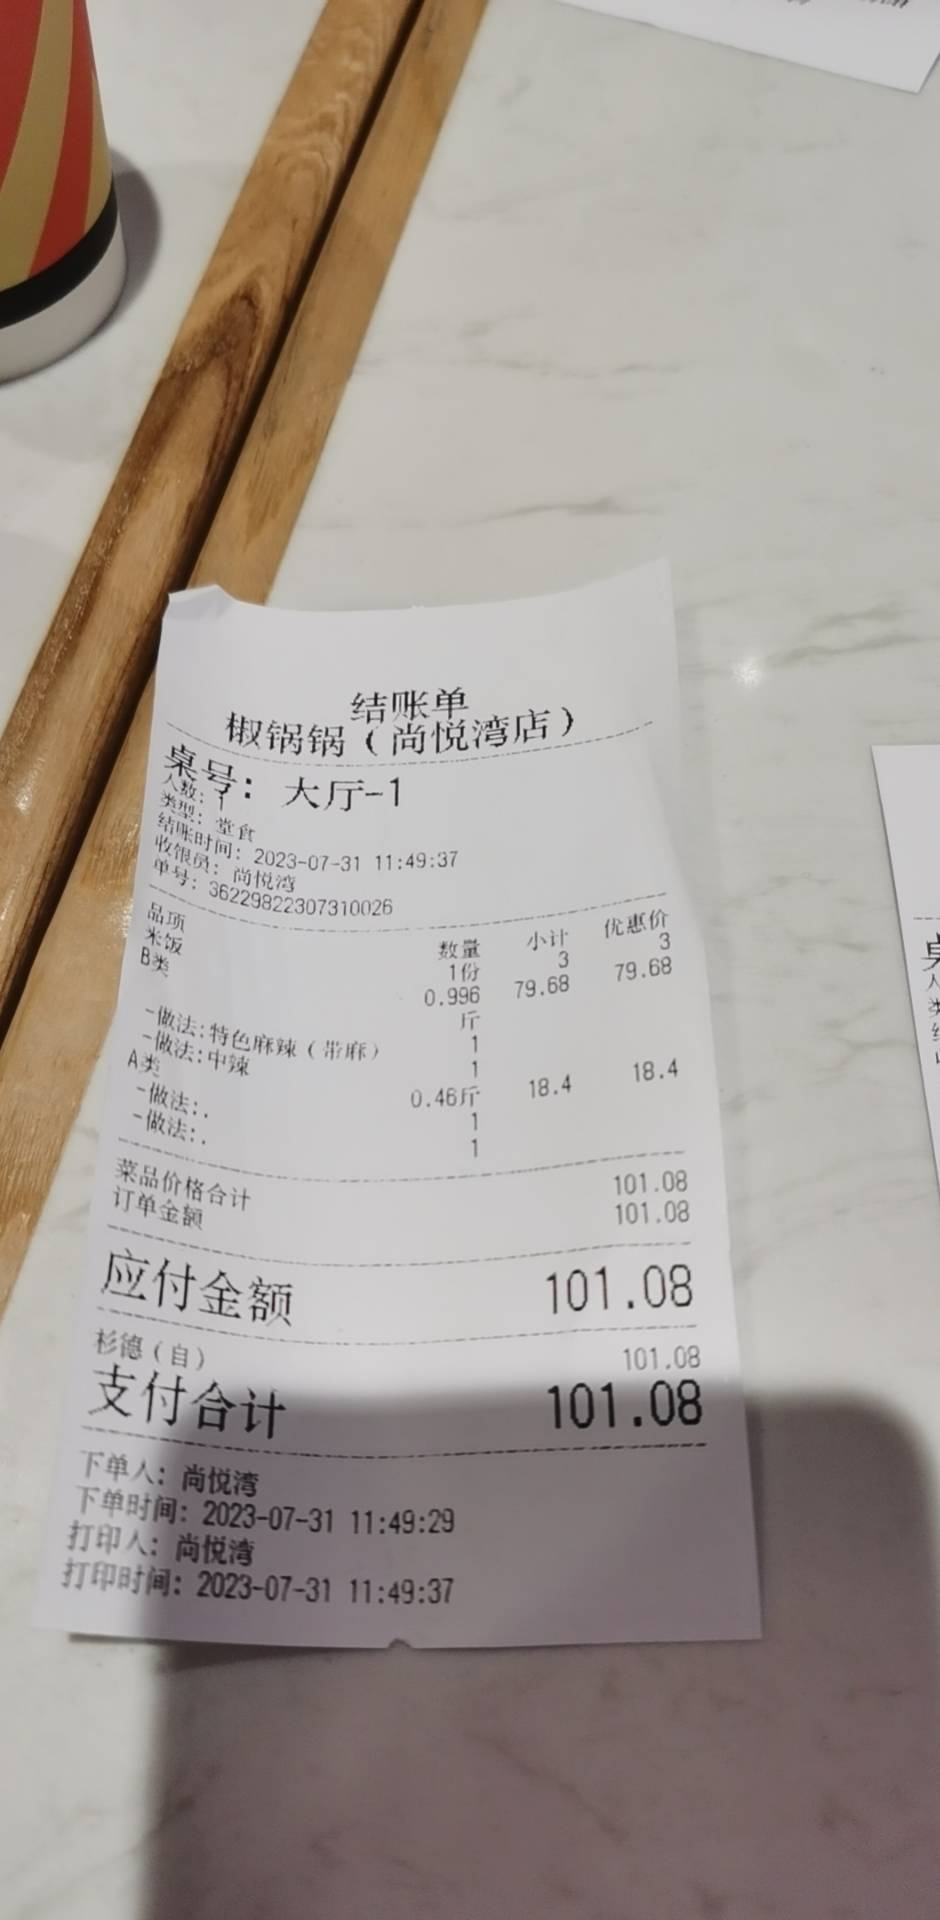 结账单
椒锅锅（尚悦湾店）
桌号： 大厅-1
人数：1
类型：堂食
结账时间：2023-07-31 11:49:37
收银员：尚悦湾
单号：36229822307310026
品项 数量 小计 优惠价
米饭 1份 3 3
B类 0.996斤 79.68 79.68
-做法:特色麻辣（带麻） 1
-做法:中辣 1
A类 0.46斤 18.4 18.4
-做法:. 1
-做法:. 1
菜品价格合计 101.08
订单金额 101.08
应付金额 101.08
杉德（自） 101.08
支付合计 101.08
下单人：尚悦湾
下单时间：2023-07-31 11:49:29
打印人：尚悦湾
打印时间：2023-07-31 11:49:37